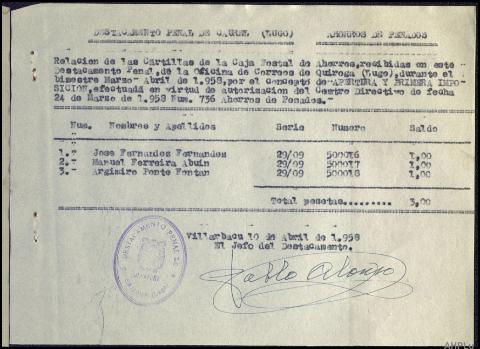 DESTACAMENTO PENAL DE CAUREL (LUGO) AHORROS DE PENADOS
Relacion de las Cartillas de la Caja Postal de Ahorros, recibidas en este
Destacamento Penal, de la Oficina de Correos de Quiroga (Lugo), durante el
bimestre Marzo- Abril de 1.958, por el concepto de APERTURA Y PRIMERA IMPO-
SICION, efectuada en virtud de autorizacion del Centro Directivo de fecha
24 de Marzo de 1.958 Num. 736 Ahorros de Penados.-
Num. Nombres y Apellidos Serie Numero Saldo
1.- Jose Fernandez Fernandez 29/09 500016 1,00
2.- Manuel Ferreira Abuin 29/09 500017 1,00
3.- Argimiro Ponte Fontan 29/09 500018 1,00
Total pesetas......... 3,00
Villarbacu 10 de Abril de 1.958
El Jefe del Destacamento.
DESTACAMENTO PENAL DE
Pablo Alonso